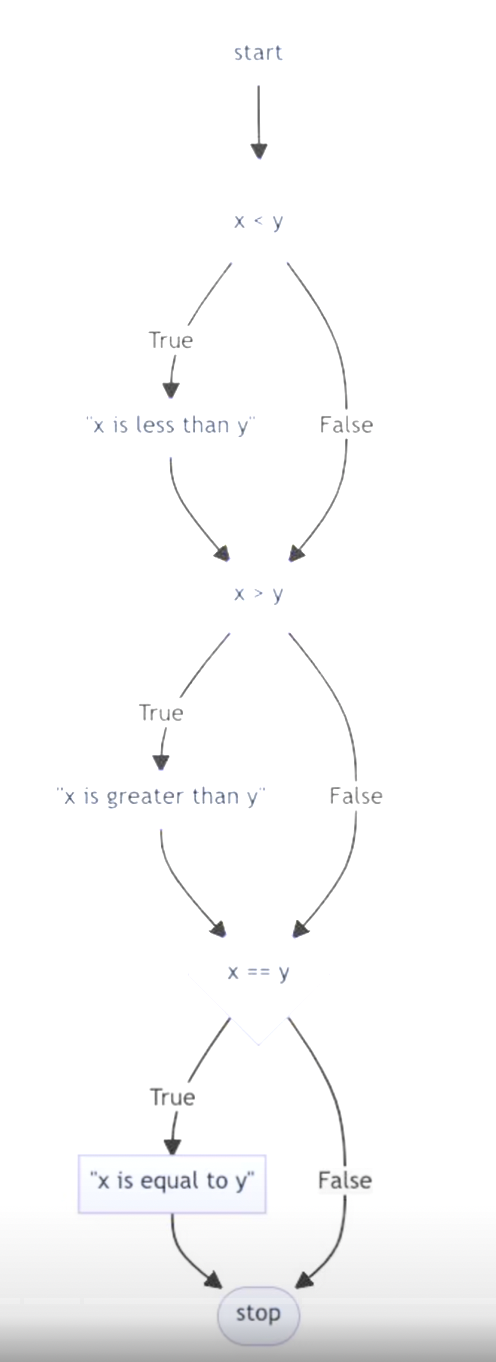 start
x < y
True
"x is less than y"
False
x > y
True
"x is greater than y"
False
x == y
True
"x is equal to y"
False
stop